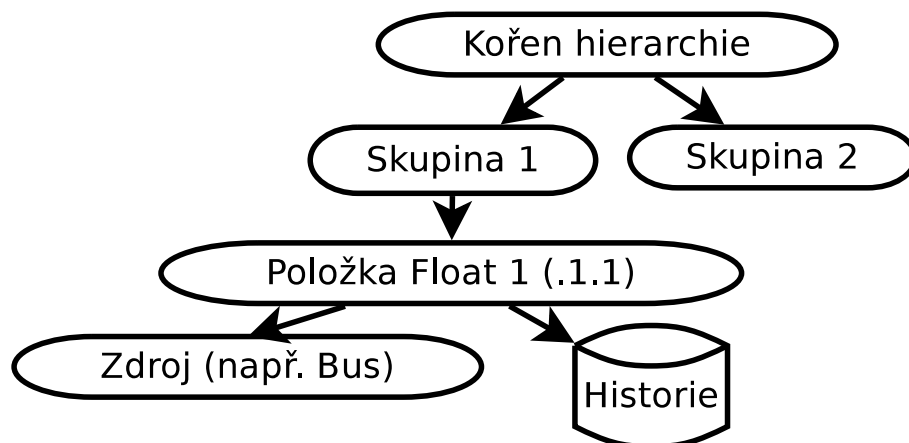 Kořen hierarchie
Skupina 1
Skupina 2
Položka Float 1 (.1.1)
Zdroj (např. Bus)
Historie